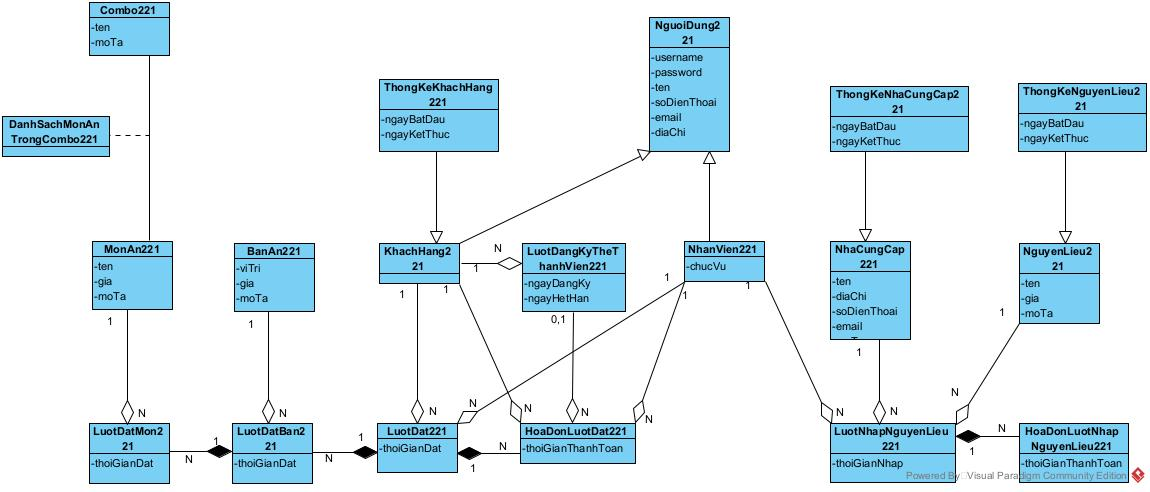 Combo221
-ten
-moTa
DanhSachMonAn
TrongCombo221
ThongKeKhachHang
221
-ngayBatDau
-ngayKetThuc
NguoiDung2
21
-username
-password
-ten
-soDienThoai
-email
-diaChi
ThongKeNhaCungCap2
21
-ngayBatDau
-ngayKetThuc
ThongKeNguyenLieu2
21
-ngayBatDau
-ngayKetThuc
MonAn221
-ten
-gia
-moTa
1
BanAn221
-viTri
-gia
-moTa
1
KhachHang2
21
1
1
1
N
LuotDangKyTheT
hanhVien221
-ngayDangKy
-ngayHetHan
0,1
NhanVien221
-chucVu
1
1
1
NhaCungCap
221
-ten
-diaChi
-soDienThoai
-email
1
NguyenLieu2
21
-ten
-gia
-moTa
1
N
N
N
N
N
N
N
N
N
N
LuotDatMon2
21
-thoiGianDat
1
N
LuotDatBan2
21
-thoiGianDat
1
N
LuotDat221
-thoiGianDat
N
1
HoaDonLuotDat221
-thoiGianThanhToan
LuotNhapNguyenLieu
221
-thoiGianNhap
N
1
HoaDonLuotNhap
NguyenLieu221
-thoiGianThanhToan
Powered By Visual Paradigm Community Edition